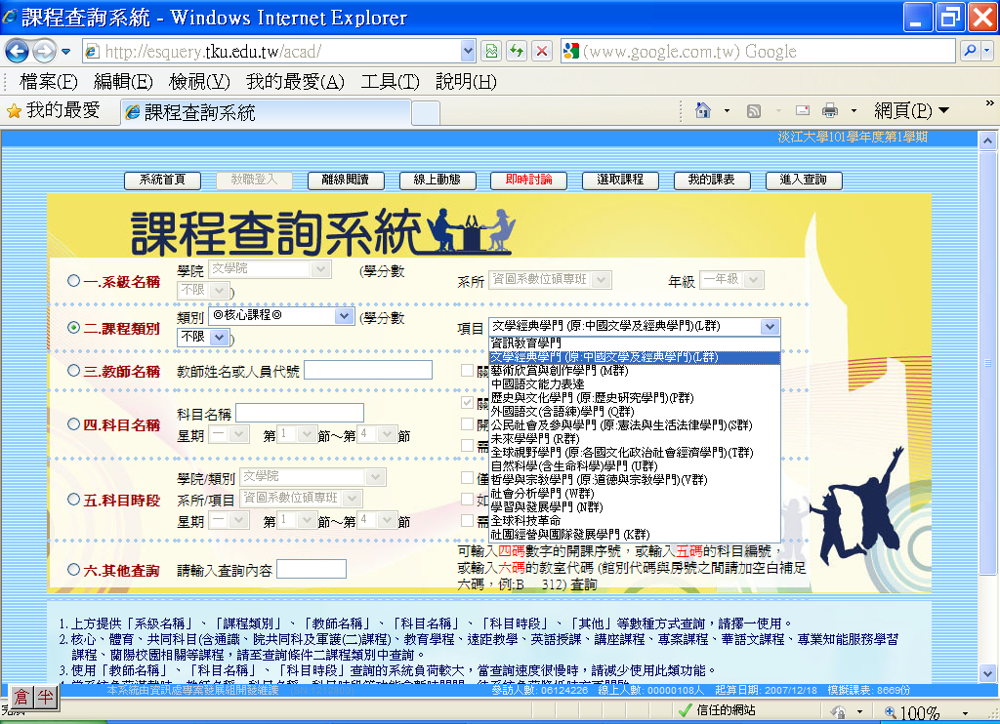 課程查詢系統 - Windows Internet Explorer
http://esquery.tku.edu.tw/acad/
(www.google.com.tw) Google
檔案(F) 編輯(E) 檢視(V) 我的最愛(A) 工具(T) 說明(H)
我的最愛 課程查詢系統 網頁(P)
淡江大學101學年度第1學期
系統首頁 教職登入 離線閱讀 線上動態 即時討論 選取課程 我的課表 進入查詢
課程查詢系統
一.系級名稱 學院 文學院 (學分數 不限 ) 系所 資圖系數位碩專班 年級 一年級
二.課程類別 類別 ◎核心課程◎ (學分數 不限 ) 項目 文學經典學門 (原:中國文學及經典學門)(L群)
資訊教育學門
文學經典學門 (原:中國文學及經典學門)(L群)
藝術欣賞與創作學門 (M群)
中國語文能力表達
歷史與文化學門 (原:歷史研究學門)(P群)
外國語文(含語練)學門 (Q群)
公民社會及參與學門 (原:憲法與生活法律學門)(S群)
未來學學門 (R群)
全球視野學門 (原:各國文化政治社會經濟學門)(T群)
自然科學(含生命科學)學門 (U群)
哲學與宗教學門 (原:道德與宗教學門)(V群)
社會分析學門 (W群)
學習與發展學門 (N群)
全球科技革命
社團經營與團隊發展學門 (K群)
三.教師名稱 教師姓名或人員代號 關
四.科目名稱 科目名稱 關
開
星期 一 第 1 節～第 4 節 需
五.科目時段 學院/類別 文學院 僅
系所/項目 資圖系數位碩專班 如
星期 一 第 1 節～第 4 節 需
六.其他查詢 請輸入查詢內容
可輸入四碼數字的開課序號，或輸入五碼的科目編號，
或輸入六碼的教室代碼 (館別代碼與房號之間請加空白補足
六碼，例:B 312) 查詢
1. 上方提供「系級名稱」、「課程類別」、「教師名稱」、「科目名稱」、「科目時段」、「其他」等數種方式查詢，請擇一使用。
2. 核心、體育、共同科目(含通識、院共同科及軍護(二)課程)、教育學程、遠距教學、英語授課、講座課程、專案課程、華語文課程、專業知能服務學習
課程、蘭陽校園相關等課程，請至查詢條件二課程類別中查詢。
3. 使用「教師名稱」、「科目名稱」、「科目時段」查詢的系統負荷較大，當查詢速度很慢時，請減少使用此類功能。
本系統由資訊處專案發展組開發維護 參訪人數: 06124226 線上人數: 00000108人 起算日期: 2007/12/18 模擬課表: 8669份
倉 半
信任的網站 100%